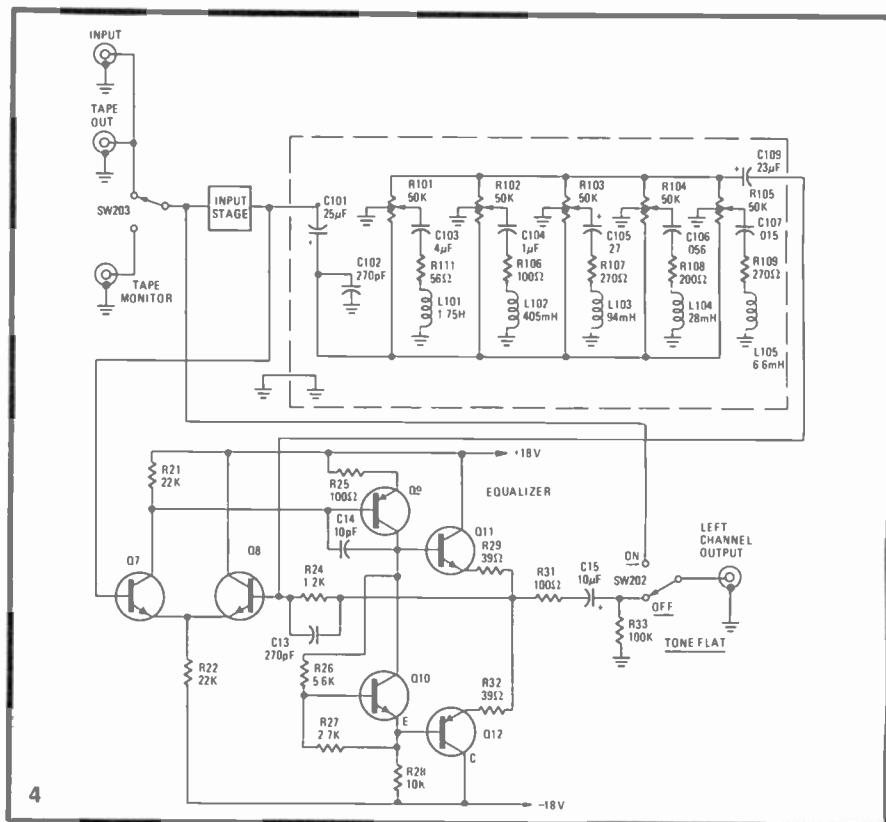 INPUT
TAPE
OUT
SW203
TAPE
MONITOR
INPUT
STAGE
C101
25µF
+
C102
270pF
R101
50K
C103
4µF
R111
56Ω
L101
1 75H
R102
50K
C104
1µF
R106
100Ω
L102
405mH
R103
50K
+
C105
27
R107
270Ω
L103
94mH
R104
50K
C106
056
R108
200Ω
L104
28mH
C109
+ 23µF
R105
50K
C107
015
R109
270Ω
L105
6 6mH
+18V
R21
22K
R25
100Ω
Q9
EQUALIZER
C14
10pF
Q11
R29
39Ω
Q7
Q8
R24
1 2K
C13
270pF
R22
22K
R26
5 6K
Q10
E
R27
2 7K
R28
10K
R32
39Ω
Q12
C
R31
100Ω
C15
10µF
+
ON
SW202
OFF
R33
100K
TONE FLAT
LEFT
CHANNEL
OUTPUT
-18V
4